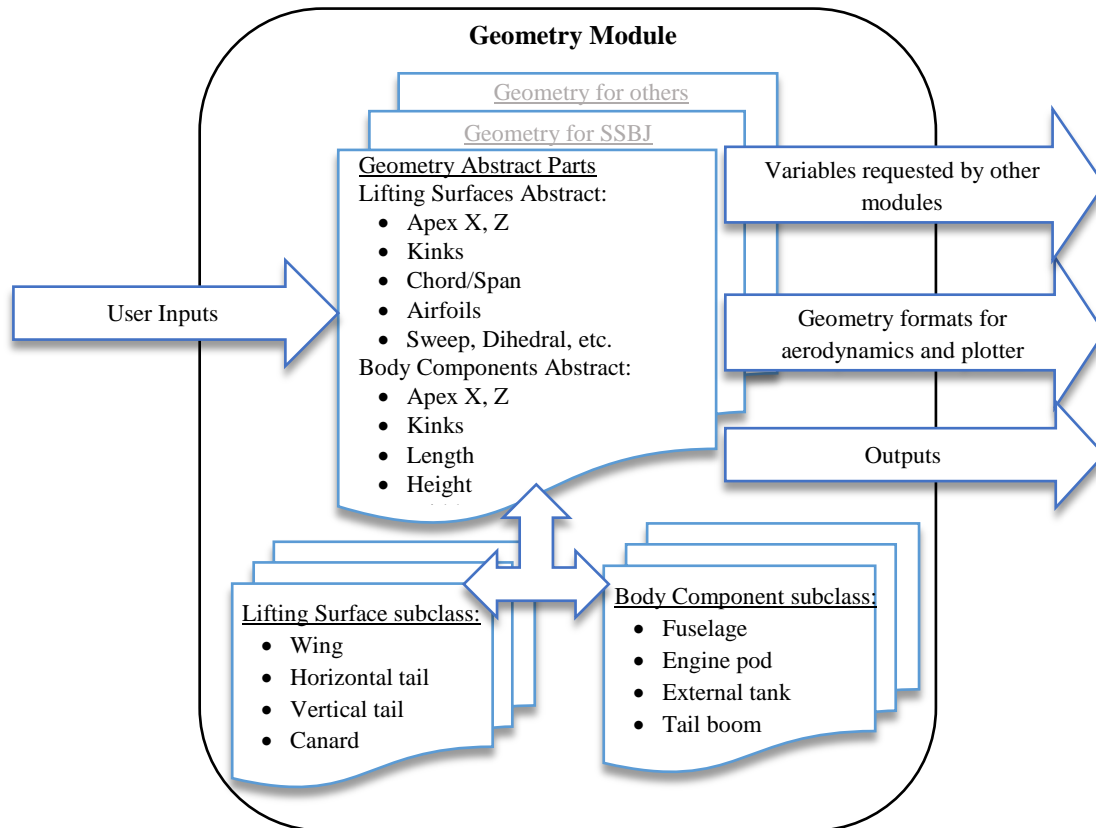 Geometry Module
Geometry for others
Geometry for SSBJ
Geometry Abstract Parts
Lifting Surfaces Abstract:
• Apex X, Z
• Kinks
• Chord/Span
• Airfoils
• Sweep, Dihedral, etc.
Body Components Abstract:
• Apex X, Z
• Kinks
• Length
• Height
User Inputs
Variables requested by other
modules
Geometry formats for
aerodynamics and plotter
Outputs
Lifting Surface subclass:
• Wing
• Horizontal tail
• Vertical tail
• Canard
Body Component subclass:
• Fuselage
• Engine pod
• External tank
• Tail boom